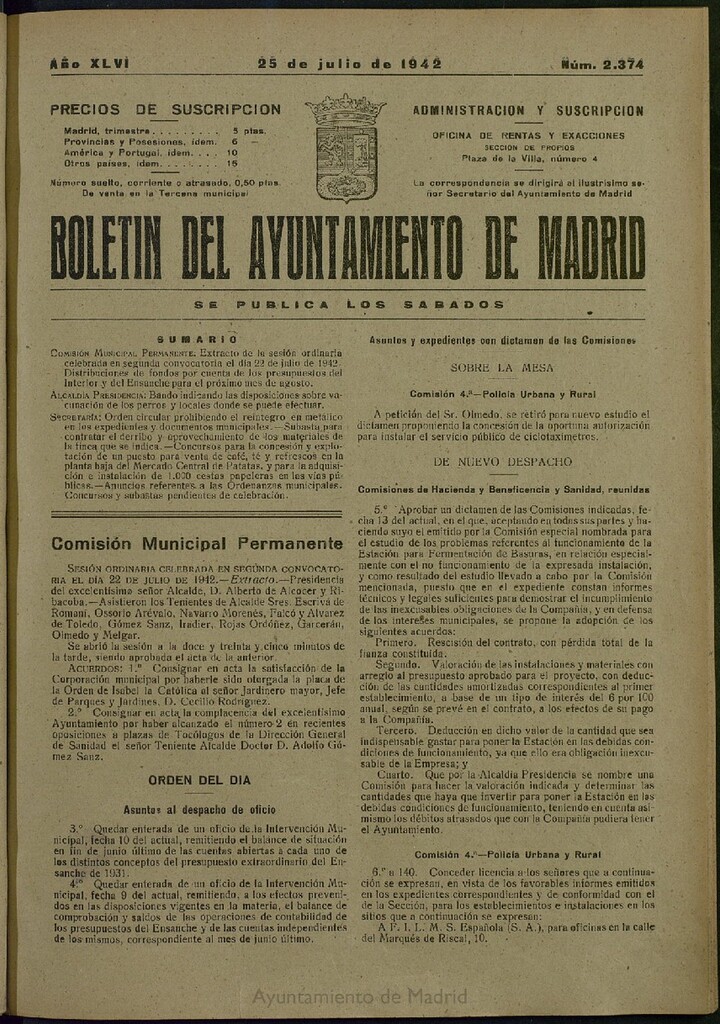 Año XLVI
25 de julio de 1942
Núm. 2.374
PRECIOS DE SUSCRIPCION
Madrid, trimestre . . . . . . . . . 5 ptas.
Provincias y Posesiones, ídem. 6 —
América y Portugal, ídem. . . . 10
Otros países, ídem. . . . . . . . 15
Número suelto, corriente o atrasado, 0,50 ptas.
De venta en la Tercena municipal
ADMINISTRACION Y SUSCRIPCION
OFICINA DE RENTAS Y EXACCIONES
SECCION DE PROPIOS
Plaza de la Villa, número 4
La correspondencia se dirigirá al ilustrísimo se-
ñor Secretario del Ayuntamiento de Madrid
BOLETIN DEL AYUNTAMIENTO DE MADRID
SE PUBLICA LOS SABADOS
SUMARIO
COMISIÓN MUNICIPAL PERMANENTE. Extracto de la sesión ordinaria
celebrada en segunda convocatoria el día 22 de julio de 1942.
Distribuciones de fondos por cuenta de los presupuestos del
Interior y del Ensanche para el próximo mes de agosto.
ALCALDÍA PRESIDENCIA: Bando indicando las disposiciones sobre va-
cunación de los perros y locales donde se puede efectuar.
SECRETARÍA: Orden circular prohibiendo el reintegro en metálico
en los expedientes y documentos municipales.—Subasta para
contratar el derribo y aprovechamiento de los materiales de
la finca que se indica.—Concursos para la concesión y explo-
tación de un puesto para venta de café, té y refrescos en la
planta baja del Mercado Central de Patatas, y para la adquisi-
ción e instalación de 1.000 cestas papeleras en las vías pú-
blicas.—Anuncios referentes a las Ordenanzas municipales.
Concursos y subastas pendientes de celebración.
Comisión Municipal Permanente
SESIÓN ORDINARIA CELEBRADA EN SEGUNDA CONVOCATO-
RIA EL DÍA 22 DE JULIO DE 1942.—Extracto.—Presidencia
del excelentísimo señor Alcalde, D. Alberto de Alcocer y Ri-
bacoba.—Asistieron los Tenientes de Alcalde Sres. Escrivá de
Romaní, Ossorio Arévalo, Navarro Morenés, Falcó y Alvarez
de Toledo, Gómez Sanz, Iradier, Rojas Ordóñez, Garcerán,
Olmedo y Melgar.
Se abrió la sesión a la doce y treinta y cinco minutos de
la tarde, siendo aprobada el acta de la anterior.
ACUERDOS: 1.º Consignar en acta la satisfacción de la
Corporación municipal por haberle sido otorgada la placa de
la Orden de Isabel la Católica al señor Jardinero mayor, Jefe
de Parques y Jardines, D. Cecilio Rodríguez.
2.º Consignar en acta la complacencia del excelentísimo
Ayuntamiento por haber alcanzado el número 2 en recientes
oposiciones a plazas de Tocólogos de la Dirección General
de Sanidad el señor Teniente Alcalde Doctor D. Adolfo Gó-
mez Sanz.
ORDEN DEL DIA
Asuntos al despacho de oficio
3.º Quedar enterada de un oficio de la Intervención Mu-
nicipal, fecha 10 del actual, remitiendo el balance de situación
en fin de junio último de las cuentas abiertas a cada uno de
los distintos conceptos del presupuesto extraordinario del En-
sanche de 1931.
4.º Quedar enterada de un oficio de la Intervención Mu-
nicipal, fecha 9 del actual, remitiendo, a los efectos preveni-
dos en las disposiciones vigentes en la materia, el balance de
comprobación y saldos de las operaciones de contabilidad de
los presupuestos del Ensanche y de las cuentas independientes
de los mismos, correspondiente al mes de junio último.
Asuntos y expedientes con dictamen de las Comisiones
SOBRE LA MESA
Comisión 4.ª—Policía Urbana y Rural
A petición del Sr. Olmedo, se retiró para nuevo estudio el
dictamen proponiendo la concesión de la oportuna autorización
para instalar el servicio público de ciclotaxímetros.
DE NUEVO DESPACHO
Comisiones de Hacienda y Beneficencia y Sanidad, reunidas
5.º Aprobar un dictamen de las Comisiones indicadas, fe-
cha 13 del actual, en el que, aceptando en todas sus partes y ha-
ciendo suyo el emitido por la Comisión especial nombrada para
el estudio de los problemas referentes al funcionamiento de la
Estación para Fermentación de Basuras, en relación especial-
mente con el no funcionamiento de la expresada instalación,
y como resultado del estudio llevado a cabo por la Comisión
mencionada, puesto que en el expediente constan informes
técnicos y legales suficientes para demostrar el incumplimiento
de las inexcusables obligaciones de la Compañía, y en defensa
de los intereses municipales, se propone la adopción de los
siguientes acuerdos:
Primero. Rescisión del contrato, con pérdida total de la
fianza constituída.
Segundo. Valoración de las instalaciones y materiales con
arreglo al presupuesto aprobado para el proyecto, con deduc-
ción de las cantidades amortizadas correspondientes al primer
establecimiento, a base de un tipo de interés del 6 por 100
anual, según se prevé en el contrato, a los efectos de su pago
a la Compañía.
Tercero. Deducción en dicho valor de la cantidad que sea
indispensable gastar para poner la Estación en las debidas con-
diciones de funcionamiento, ya que ello era obligación inexcu-
sable de la Empresa; y
Cuarto. Que por la Alcaldía Presidencia se nombre una
Comisión para hacer la valoración indicada y determinar las
cantidades que haya que invertir para poner la Estación en las
debidas condiciones de funcionamiento, teniendo en cuenta asi-
mismo los débitos atrasados que con la Compañía pudiera tener
el Ayuntamiento.
Comisión 4.ª—Policía Urbana y Rural
6.º a 140. Conceder licencia a los señores que a continua-
ción se expresan, en vista de los favorables informes emitidos
en los expedientes correspondientes y de conformidad con el
de la Sección, para los establecimientos e instalaciones en los
sitios que a continuación se expresan:
A F. I. L. M. S. Española (S. A.), para oficinas en la calle
del Marqués de Riscal, 10.
Ayuntamiento de Madrid